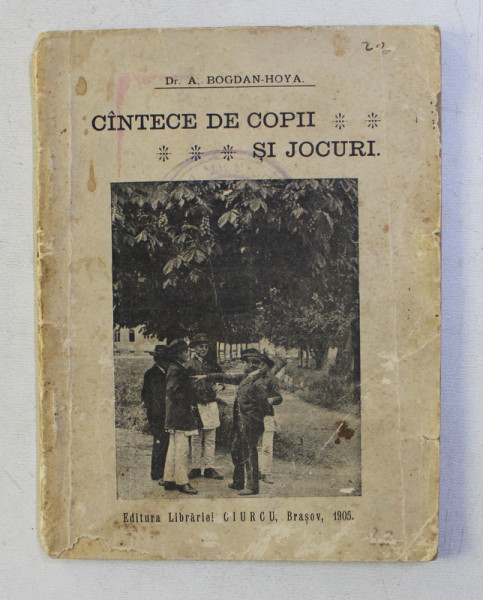 Dr. A. BOGDAN-HOYA.
CÎNTECE DE COPII
ȘI JOCURI.
Editura Librăriei CIURCU, Brașov, 1905.